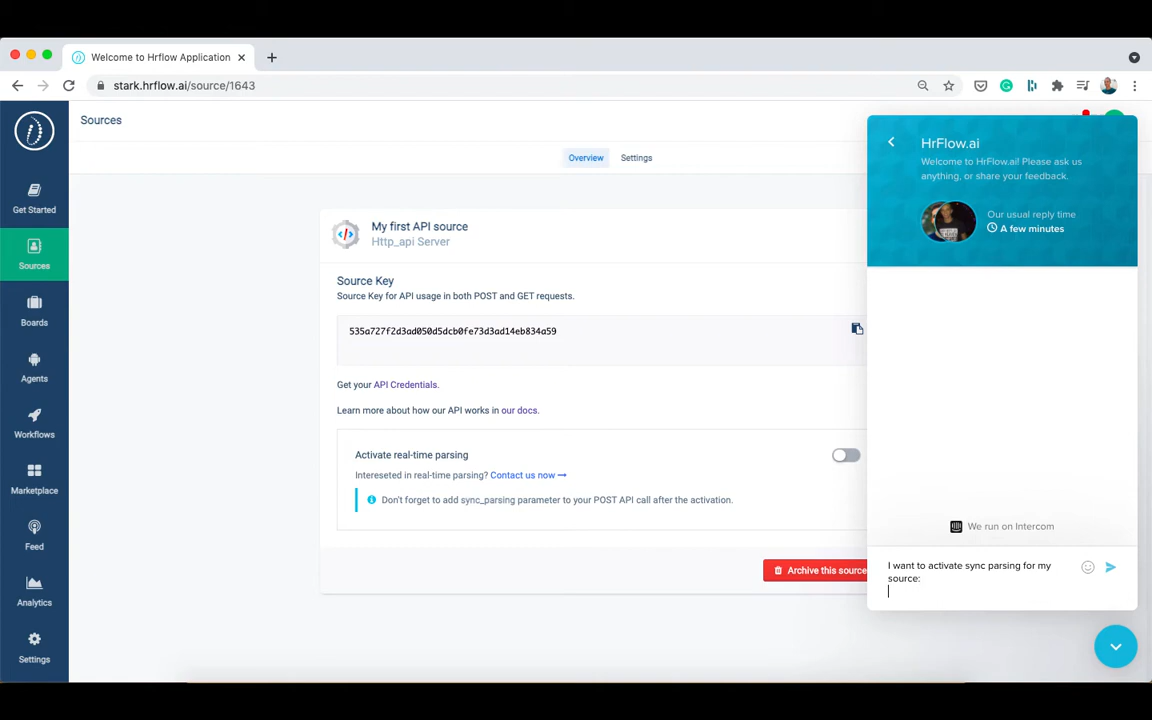 Welcome to Hrflow Application
stark.hrflow.ai/source/1643
Sources
Get Started
Sources
Boards
Agents
Workflows
Marketplace
Feed
Analytics
Settings
Overview
Settings
My first API source
Http_api Server
Source Key
Source Key for API usage in both POST and GET requests.
535a727f2d3ad050d5dcb0fe73d3ad14eb834a59
Get your API Credentials.
Learn more about how our API works in our docs.
Activate real-time parsing
Intereseted in real-time parsing? Contact us now →
Don't forget to add sync_parsing parameter to your POST API call after the activation.
Archive this source
HrFlow.ai
Welcome to HrFlow.ai! Please ask us
anything, or share your feedback.
Our usual reply time
A few minutes
We run on Intercom
I want to activate sync parsing for my
source: